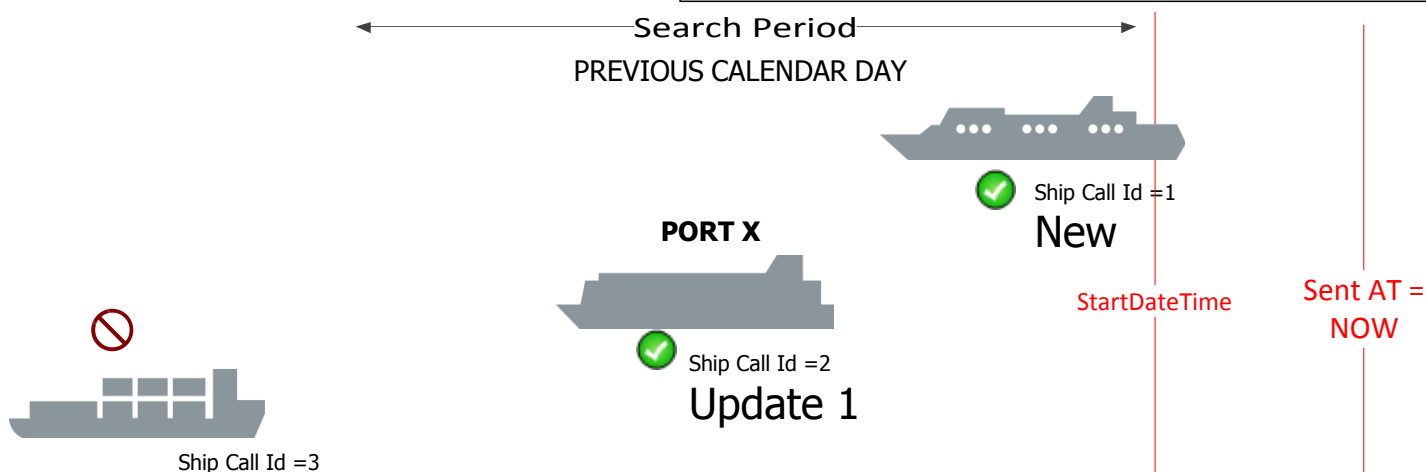 Search Period
PREVIOUS CALENDAR DAY
Ship Call Id =1
New
PORT X
StartDateTime
Sent AT =
NOW
Ship Call Id =2
Update 1
Ship Call Id =3